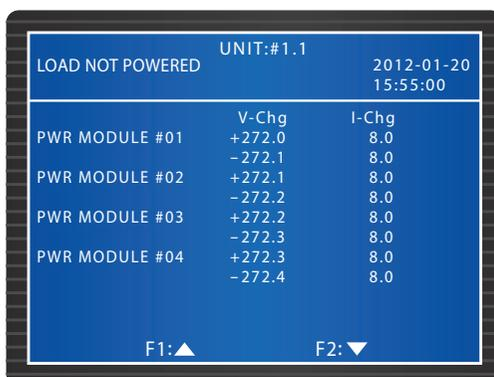 UNIT:#1.1
LOAD NOT POWERED 2012-01-20
15:55:00
V-Chg I-Chg
PWR MODULE #01 +272.0 8.0
−272.1 8.0
PWR MODULE #02 +272.1 8.0
−272.2 8.0
PWR MODULE #03 +272.2 8.0
−272.3 8.0
PWR MODULE #04 +272.3 8.0
−272.4 8.0
F1:▲ F2:▼